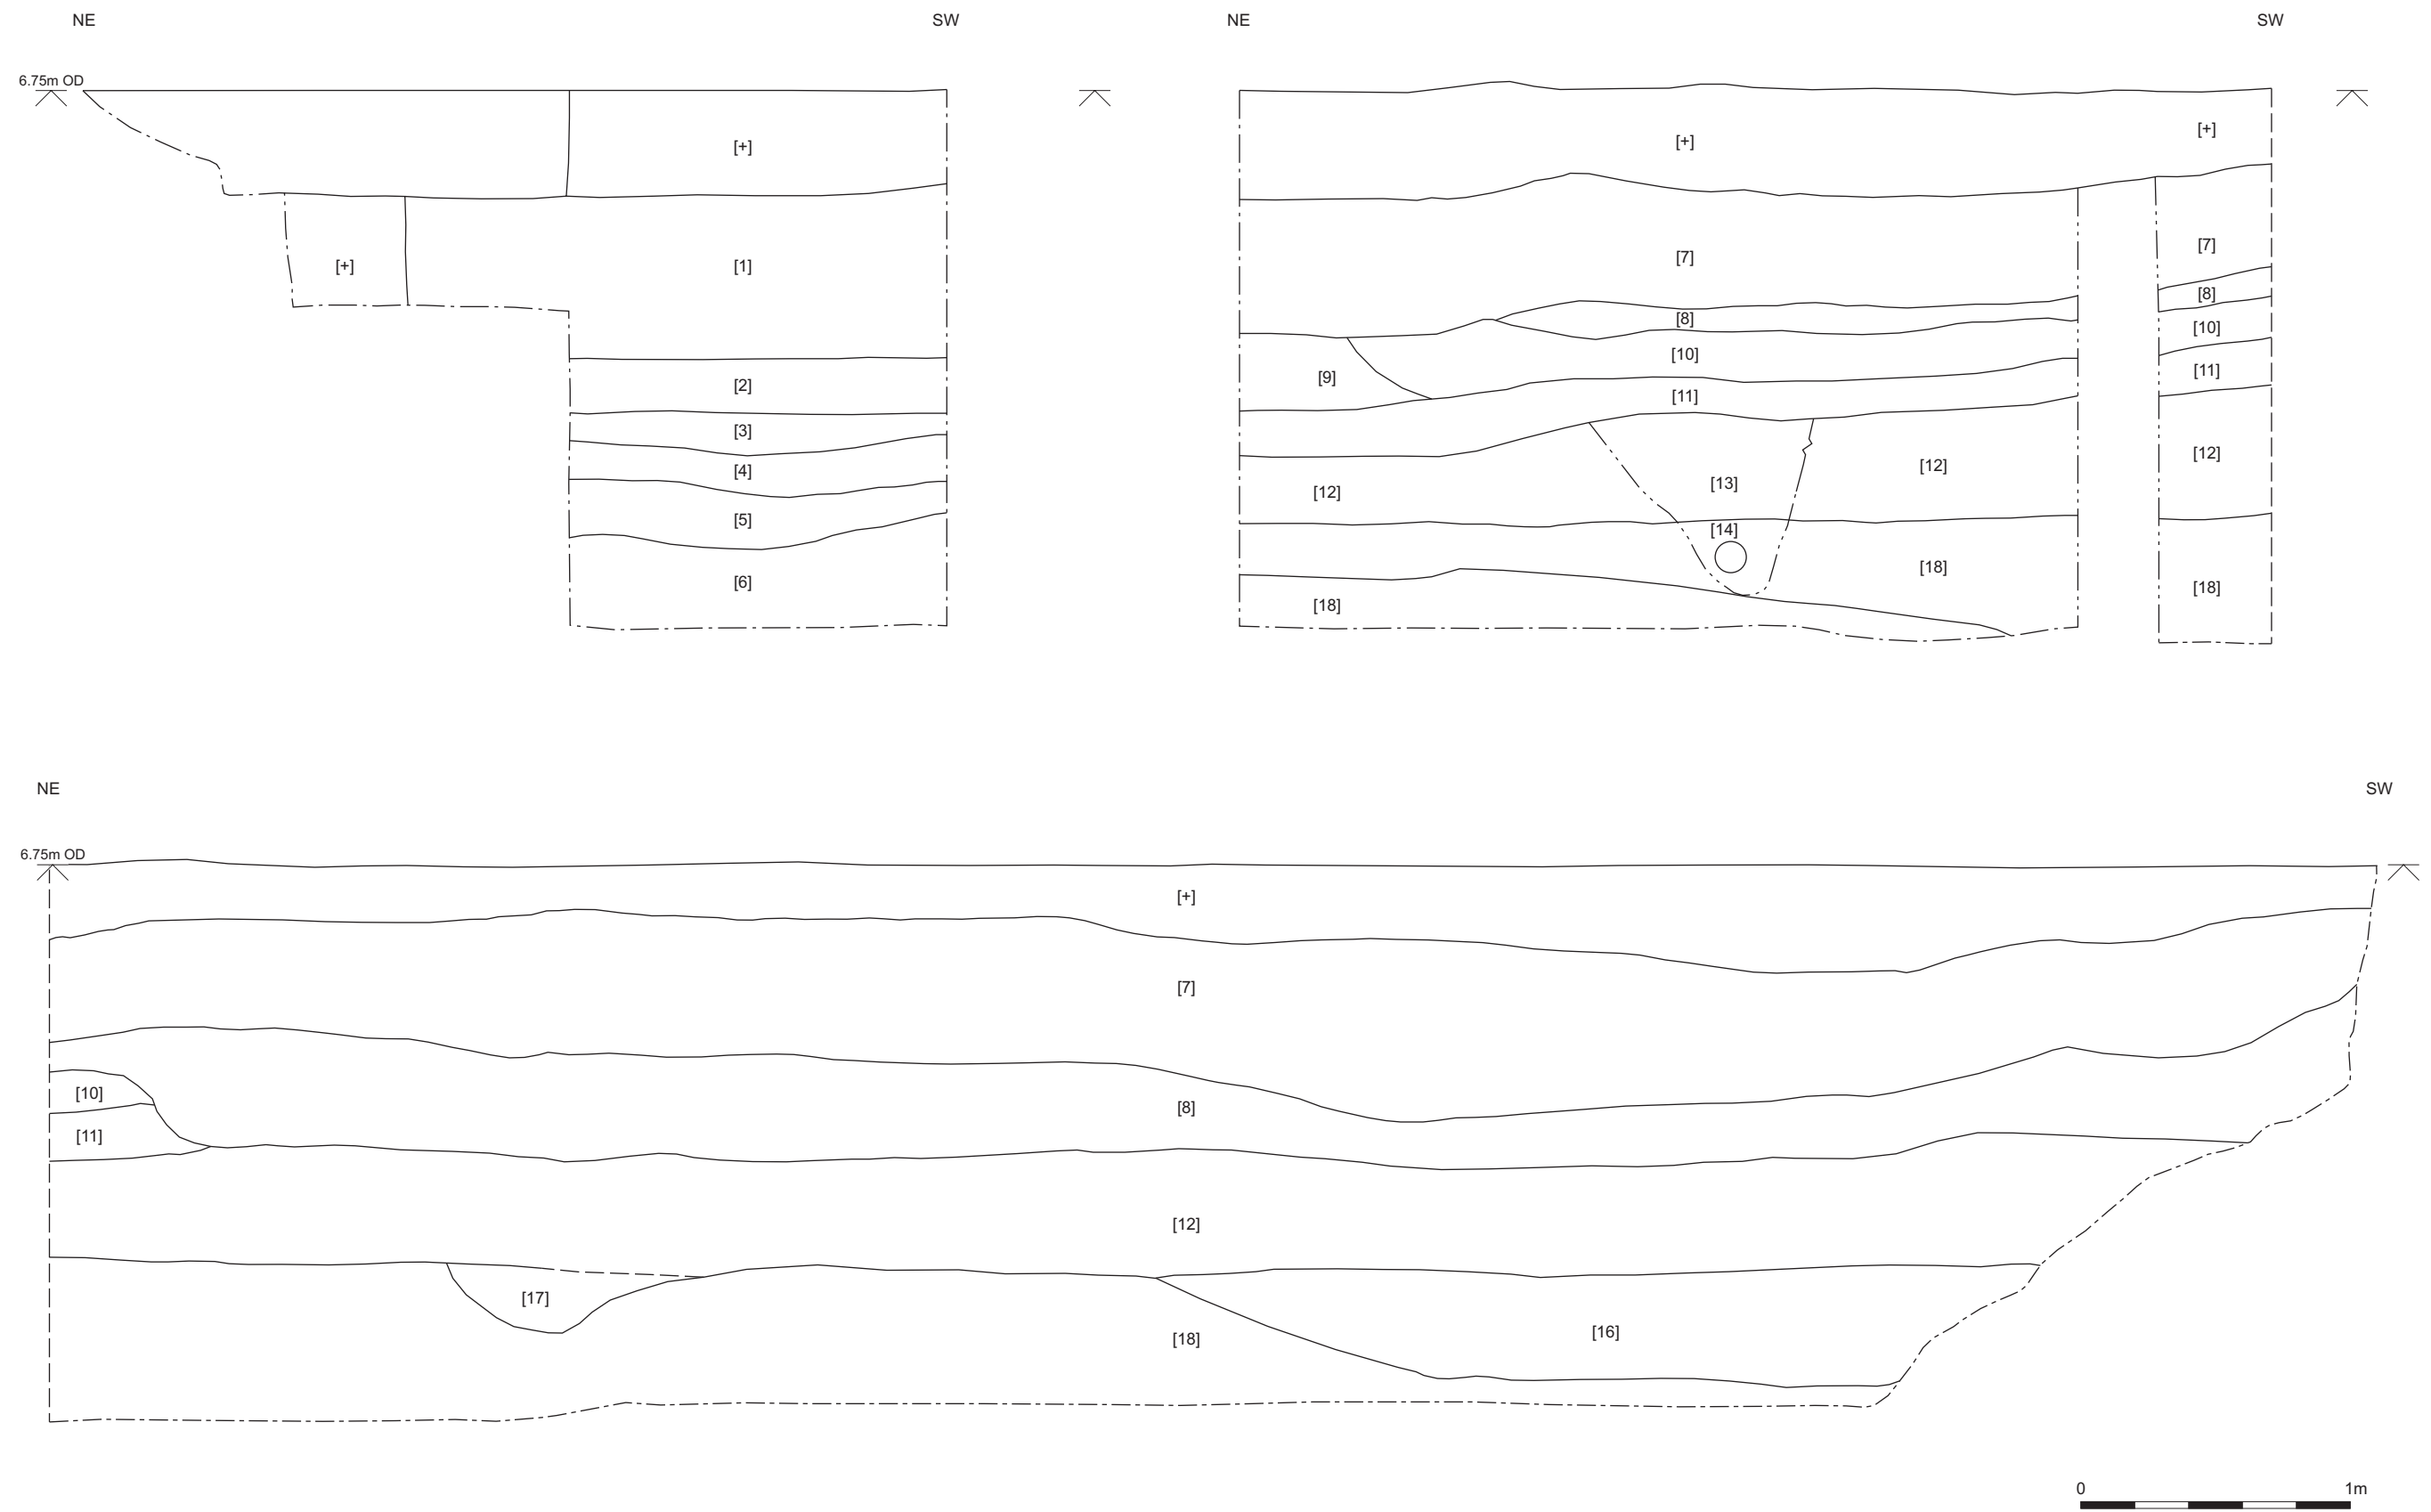 NE SW NE SW
6.75m OD
[+] [+] [+]
[+] [1] [7] [7]
[8] [8]
[2] [9] [10] [10]
[3] [11] [11]
[4] [12] [13] [12] [12]
[5] [14]
[6] [18] [18] [18]
NE SW
6.75m OD
[+]
[7]
[10] [8]
[11]
[12]
[17] [18] [16]
0 1m